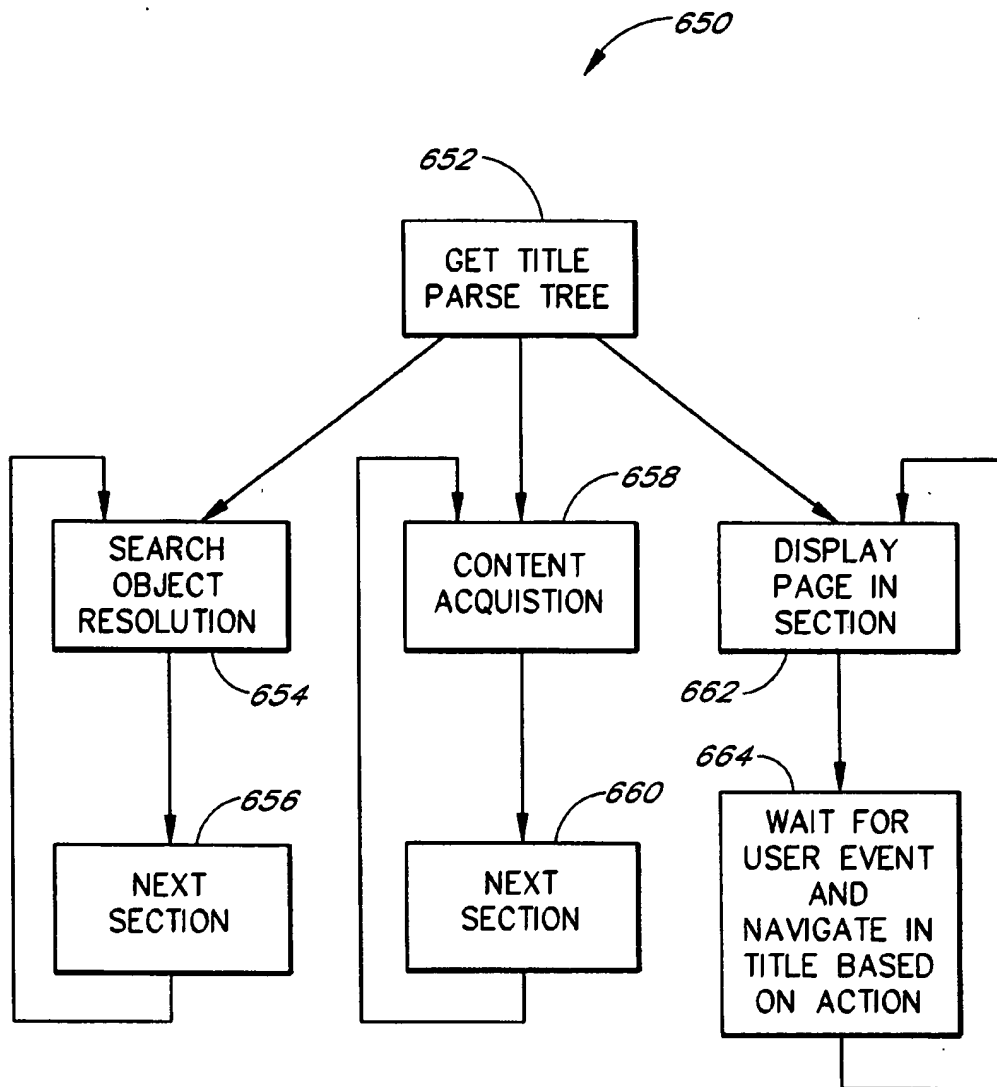 650
652
GET TITLE
PARSE TREE
SEARCH
OBJECT
RESOLUTION
654
656
NEXT
SECTION
658
CONTENT
ACQUISTION
660
NEXT
SECTION
DISPLAY
PAGE IN
SECTION
662
664
WAIT FOR
USER EVENT
AND
NAVIGATE IN
TITLE BASED
ON ACTION